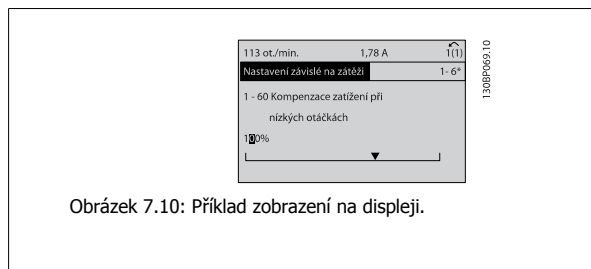 113 ot./min. 1,78 A 1(1)
Nastavení závislé na zátěži 1- 6*
1 - 60 Kompenzace zatížení při
nízkých otáčkách
100%
130BP069.10
Obrázek 7.10: Příklad zobrazení na displeji.